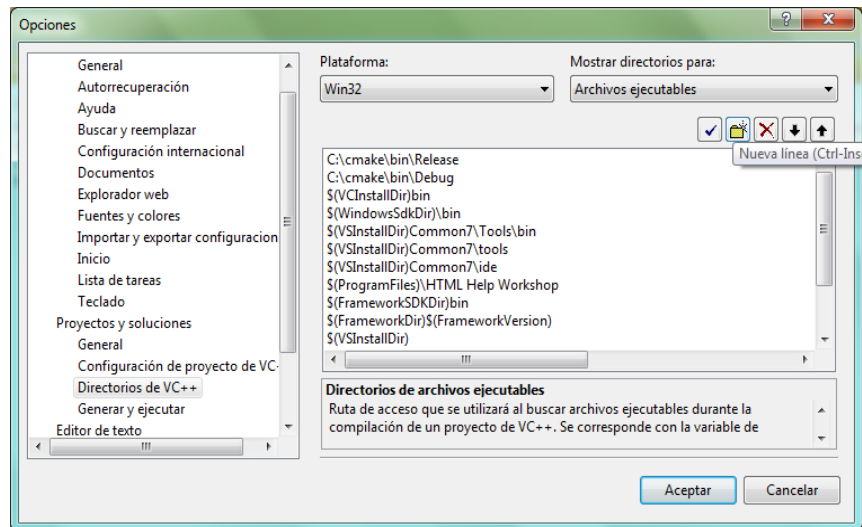 Opciones
General
Autorrecuperación
Ayuda
Buscar y reemplazar
Configuración internacional
Documentos
Explorador web
Fuentes y colores
Importar y exportar configuracion
Inicio
Lista de tareas
Teclado
Proyectos y soluciones
General
Configuración de proyecto de VC
Directorios de VC++
Generar y ejecutar
Editor de texto
Plataforma:
Win32
Mostrar directorios para:
Archivos ejecutables
Nueva línea (Ctrl-Ins
C:\cmake\bin\Release
C:\cmake\bin\Debug
$(VCInstallDir)bin
$(WindowsSdkDir)\bin
$(VSInstallDir)Common7\Tools\bin
$(VSInstallDir)Common7\tools
$(VSInstallDir)Common7\ide
$(ProgramFiles)\HTML Help Workshop
$(FrameworkSDKDir)bin
$(FrameworkDir)$(FrameworkVersion)
$(VSInstallDir)
Directorios de archivos ejecutables
Ruta de acceso que se utilizará al buscar archivos ejecutables durante la
compilación de un proyecto de VC++. Se corresponde con la variable de
Aceptar
Cancelar